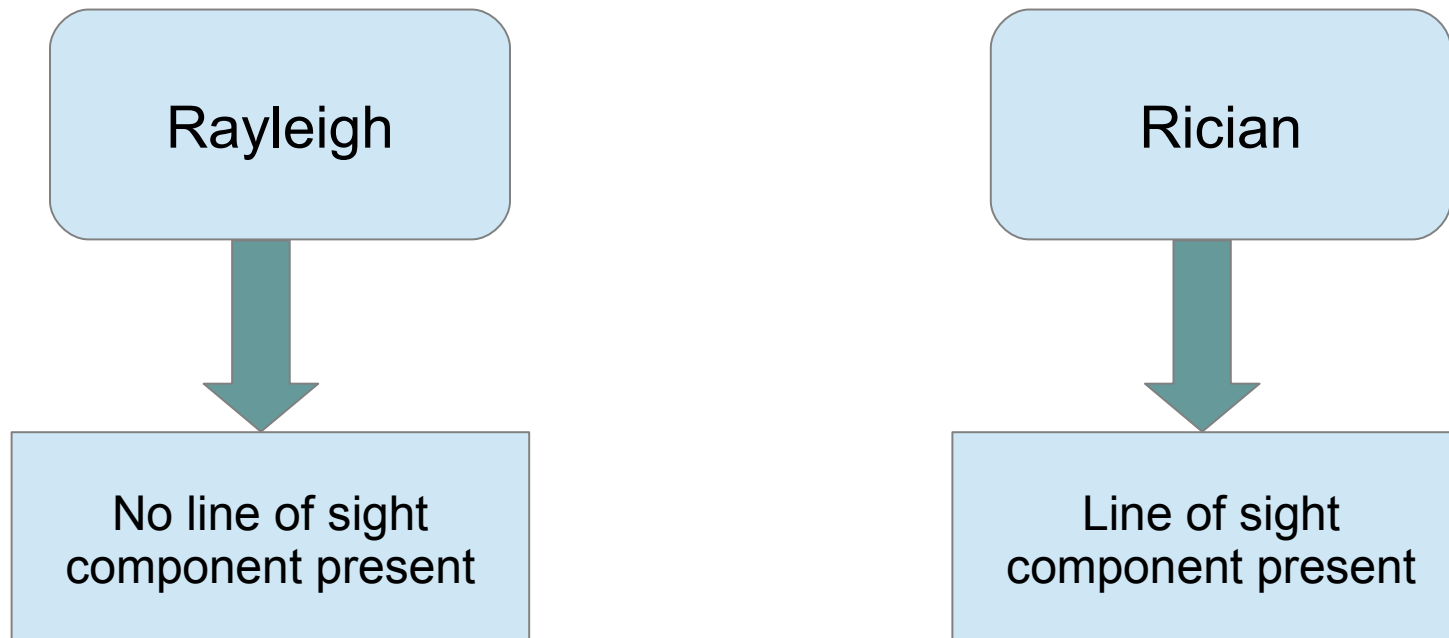 Rayleigh
Rician
No line of sight
component present
Line of sight
component present